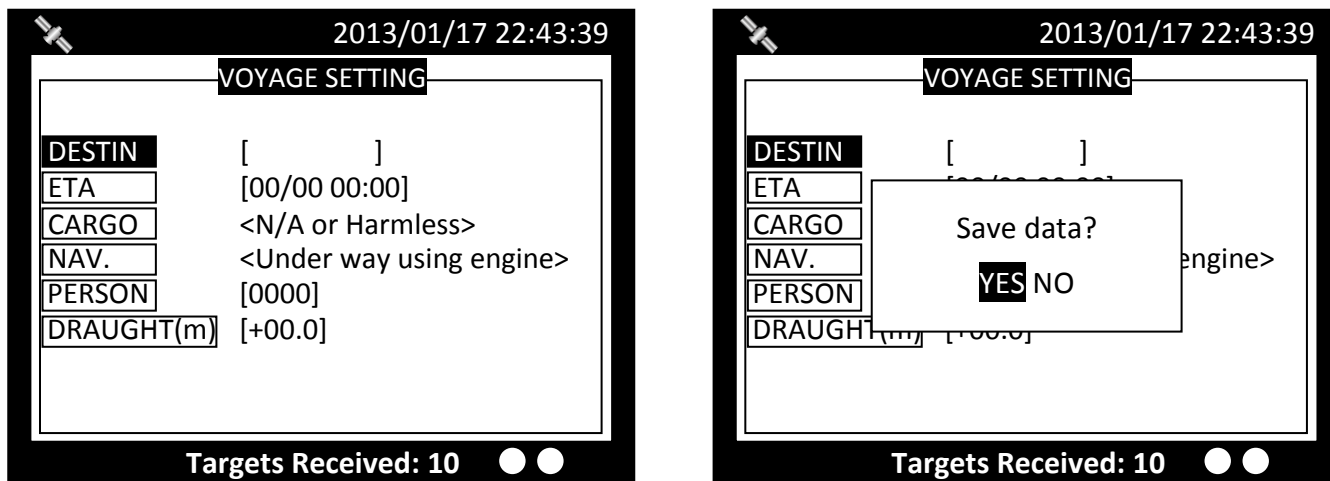 2013/01/17 22:43:39
VOYAGE SETTING
DESTIN [ ]
ETA [00/00 00:00]
CARGO <N/A or Harmless>
NAV. <Under way using engine>
PERSON [0000]
DRAUGHT(m) [+00.0]
Targets Received: 10
2013/01/17 22:43:39
VOYAGE SETTING
DESTIN [ ]
ETA
CARGO
Save data?
NAV. engine>
YES NO
PERSON
DRAUGHT(m) [+00.0]
Targets Received: 10